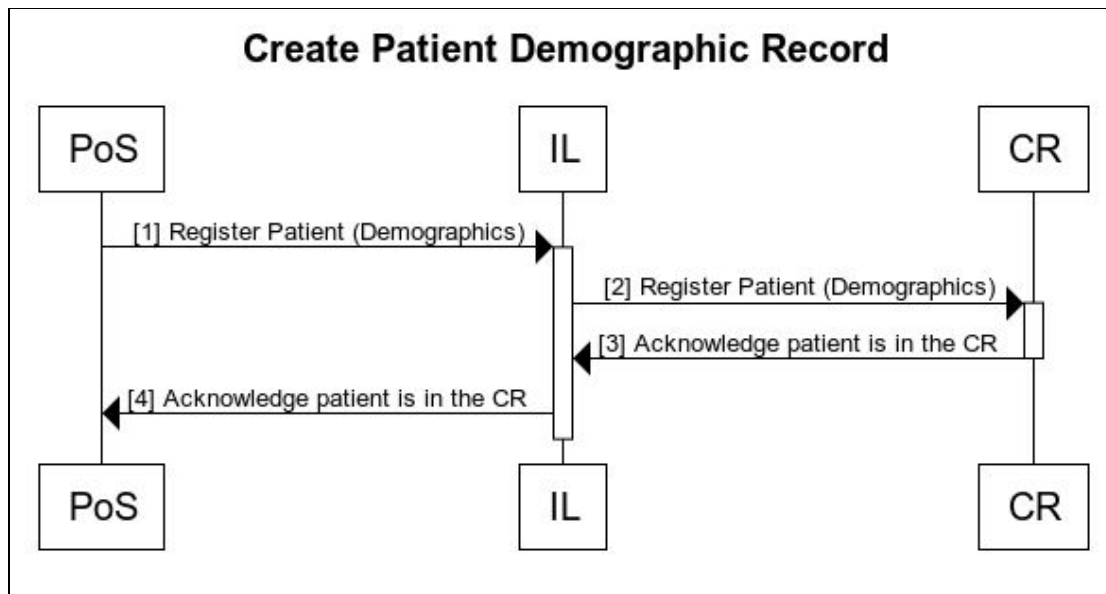 Create Patient Demographic Record
PoS
IL
CR
[1] Register Patient (Demographics)
[2] Register Patient (Demographics)
[3] Acknowledge patient is in the CR
[4] Acknowledge patient is in the CR
PoS
IL
CR